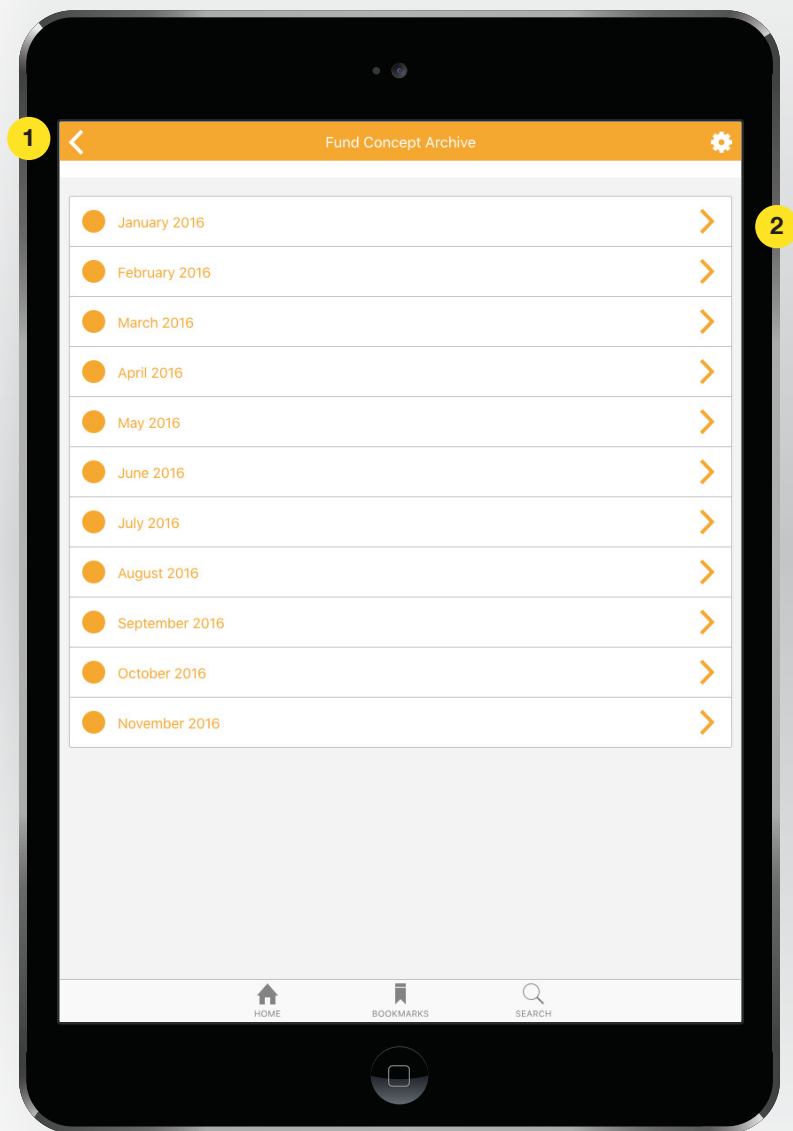 1
Fund Concept Archive
January 2016
2
February 2016
March 2016
April 2016
May 2016
June 2016
July 2016
August 2016
September 2016
October 2016
November 2016
HOME BOOKMARKS SEARCH